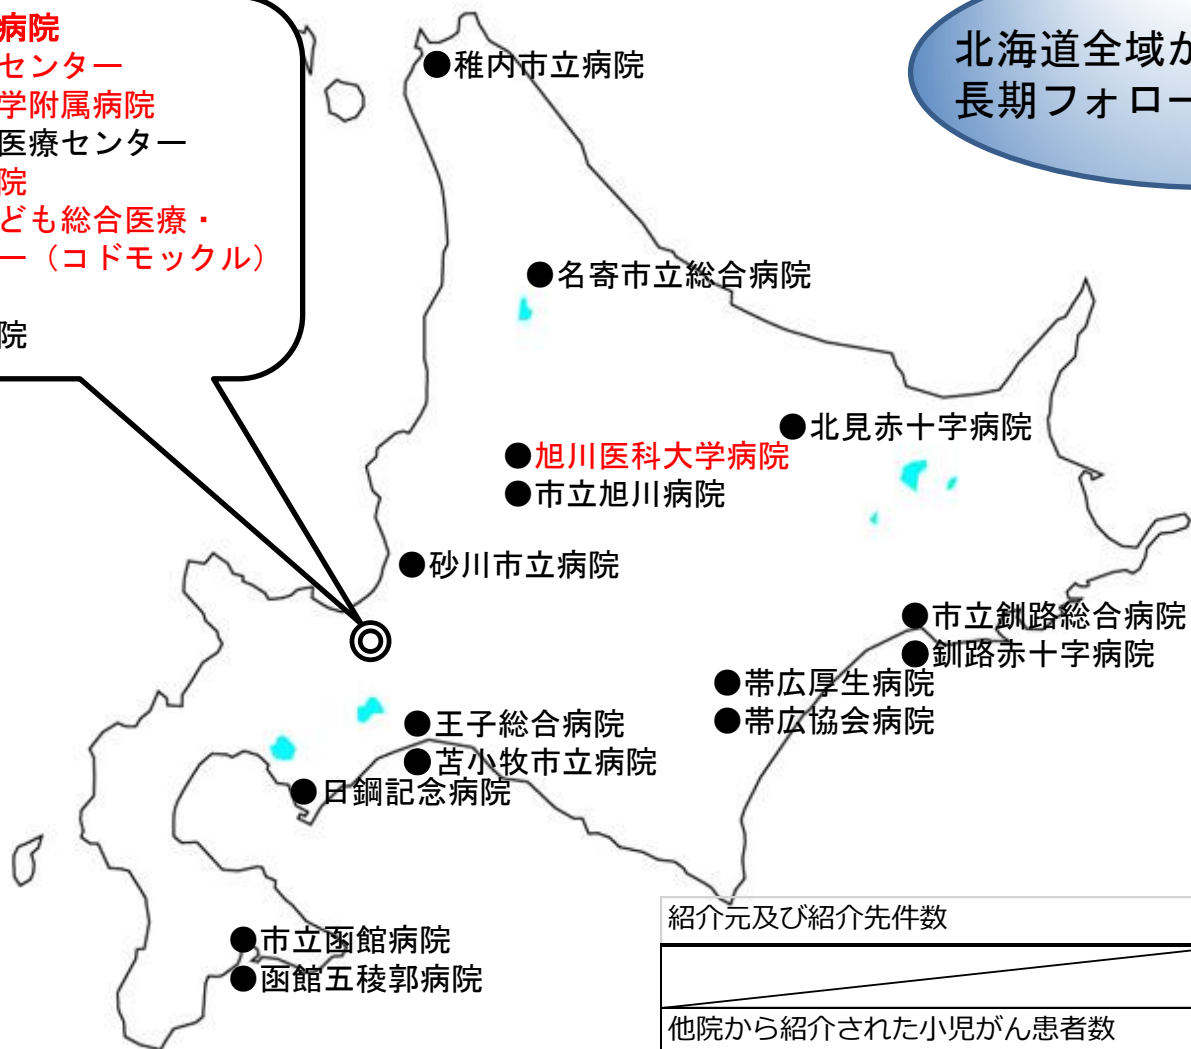 病院
センター
学附属病院
医療センター
院
ども総合医療・
ー（コドモックル）
院
北海道全域か
長期フォロー
●稚内市立病院
●名寄市立総合病院
●北見赤十字病院
●旭川医科大学病院
●市立旭川病院
●砂川市立病院
●市立釧路総合病院
●釧路赤十字病院
●帯広厚生病院
●帯広協会病院
●王子総合病院
●苫小牧市立病院
●日鋼記念病院
●市立函館病院
●函館五稜郭病院
紹介元及び紹介先件数
他院から紹介された小児がん患者数